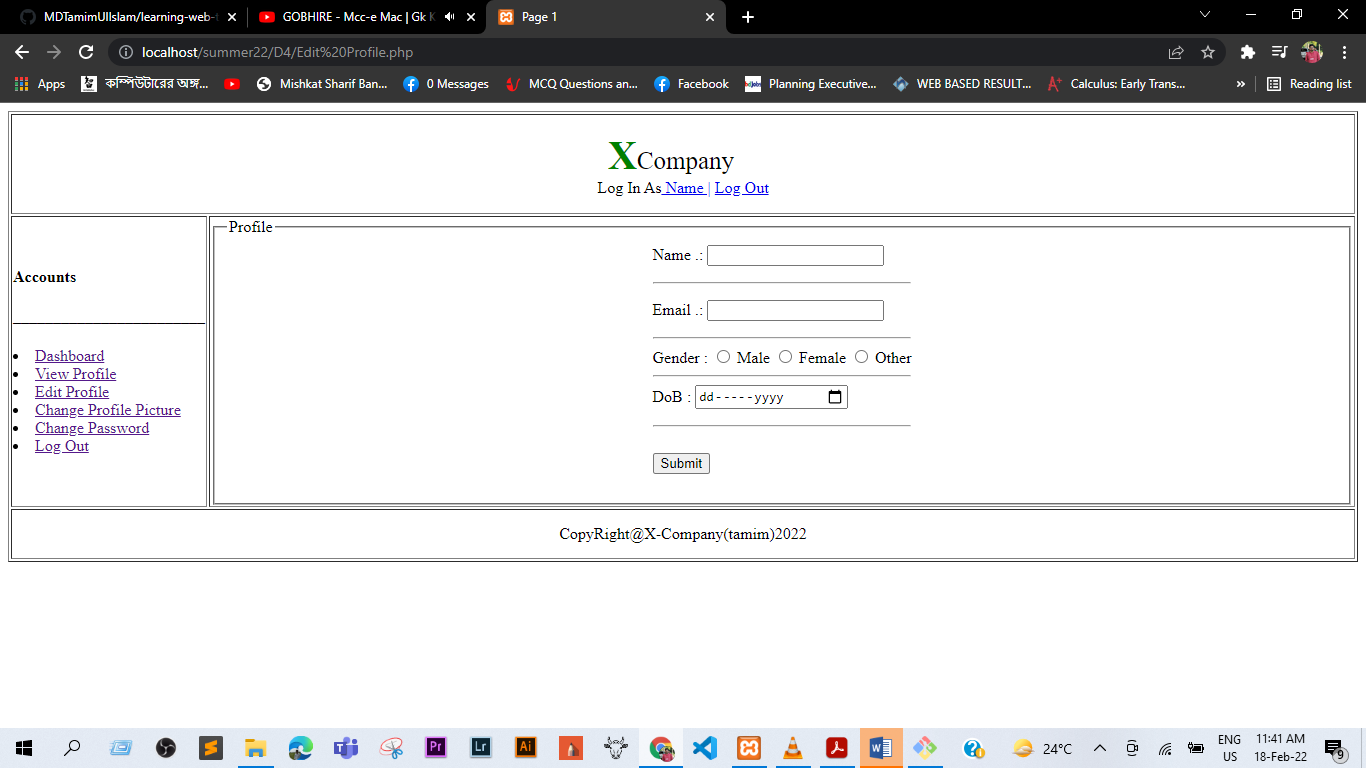 MDTamimUlIslam/learning-web-t
GOBHIRE - Mcc-e Mac | Gk K
Page 1
localhost/summer22/D4/Edit%20Profile.php
Apps
কম্পিউটারের অঙ্গ...
Mishkat Sharif Ban...
0 Messages
MCQ Questions an...
Facebook
Planning Executive...
WEB BASED RESULT...
Calculus: Early Trans...
»
Reading list
XCompany
Log In As Name | Log Out
Accounts
Dashboard
View Profile
Edit Profile
Change Profile Picture
Change Password
Log Out
Profile
Name .:
Email .:
Gender : Male Female Other
DoB : dd-----yyyy
Submit
CopyRight@X-Company(tamim)2022
Pr
Lr
Ai
24°C
ENG
US
11:41 AM
18-Feb-22
9